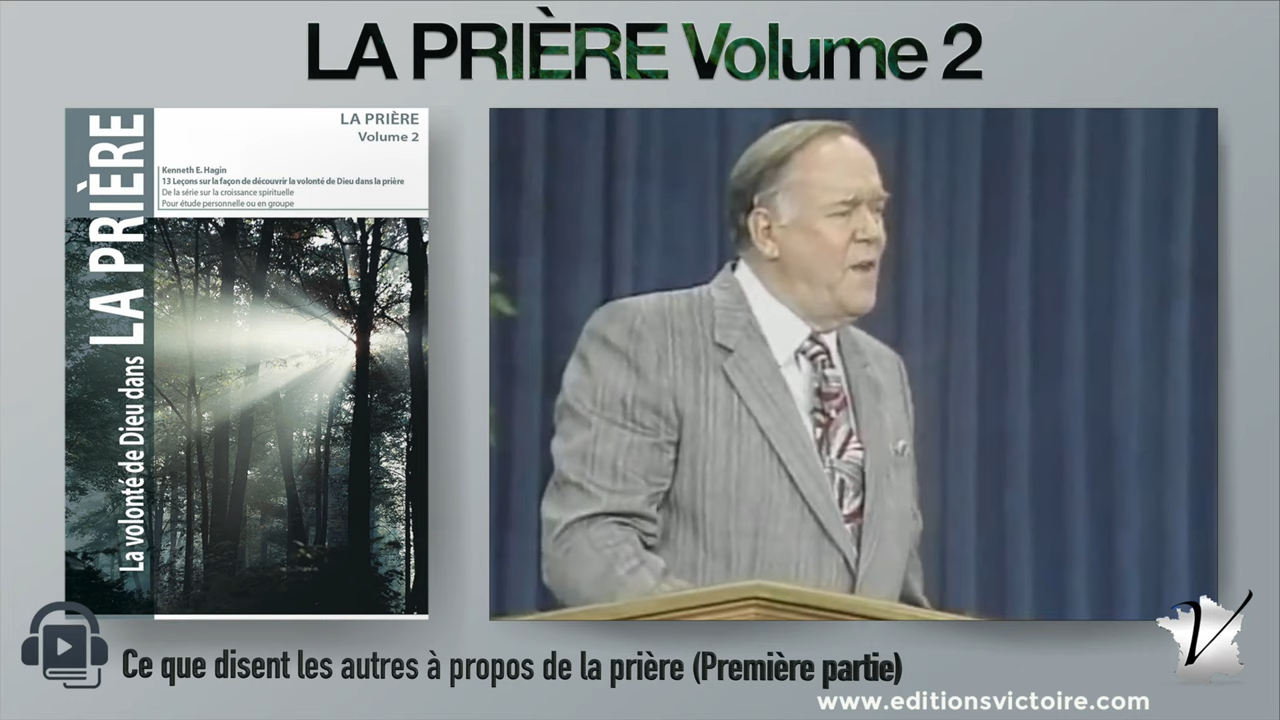 LA PRIÈRE Volume 2
La volonté de Dieu dans LA PRIÈRE
LA PRIÈRE
Volume 2
Kenneth E. Hagin
13 Leçons sur la façon de découvrir la volonté de Dieu dans la prière
De la série sur la croissance spirituelle
Pour étude personnelle ou en groupe
V
Ce que disent les autres à propos de la prière (Première partie)
www.editionsvictoire.com